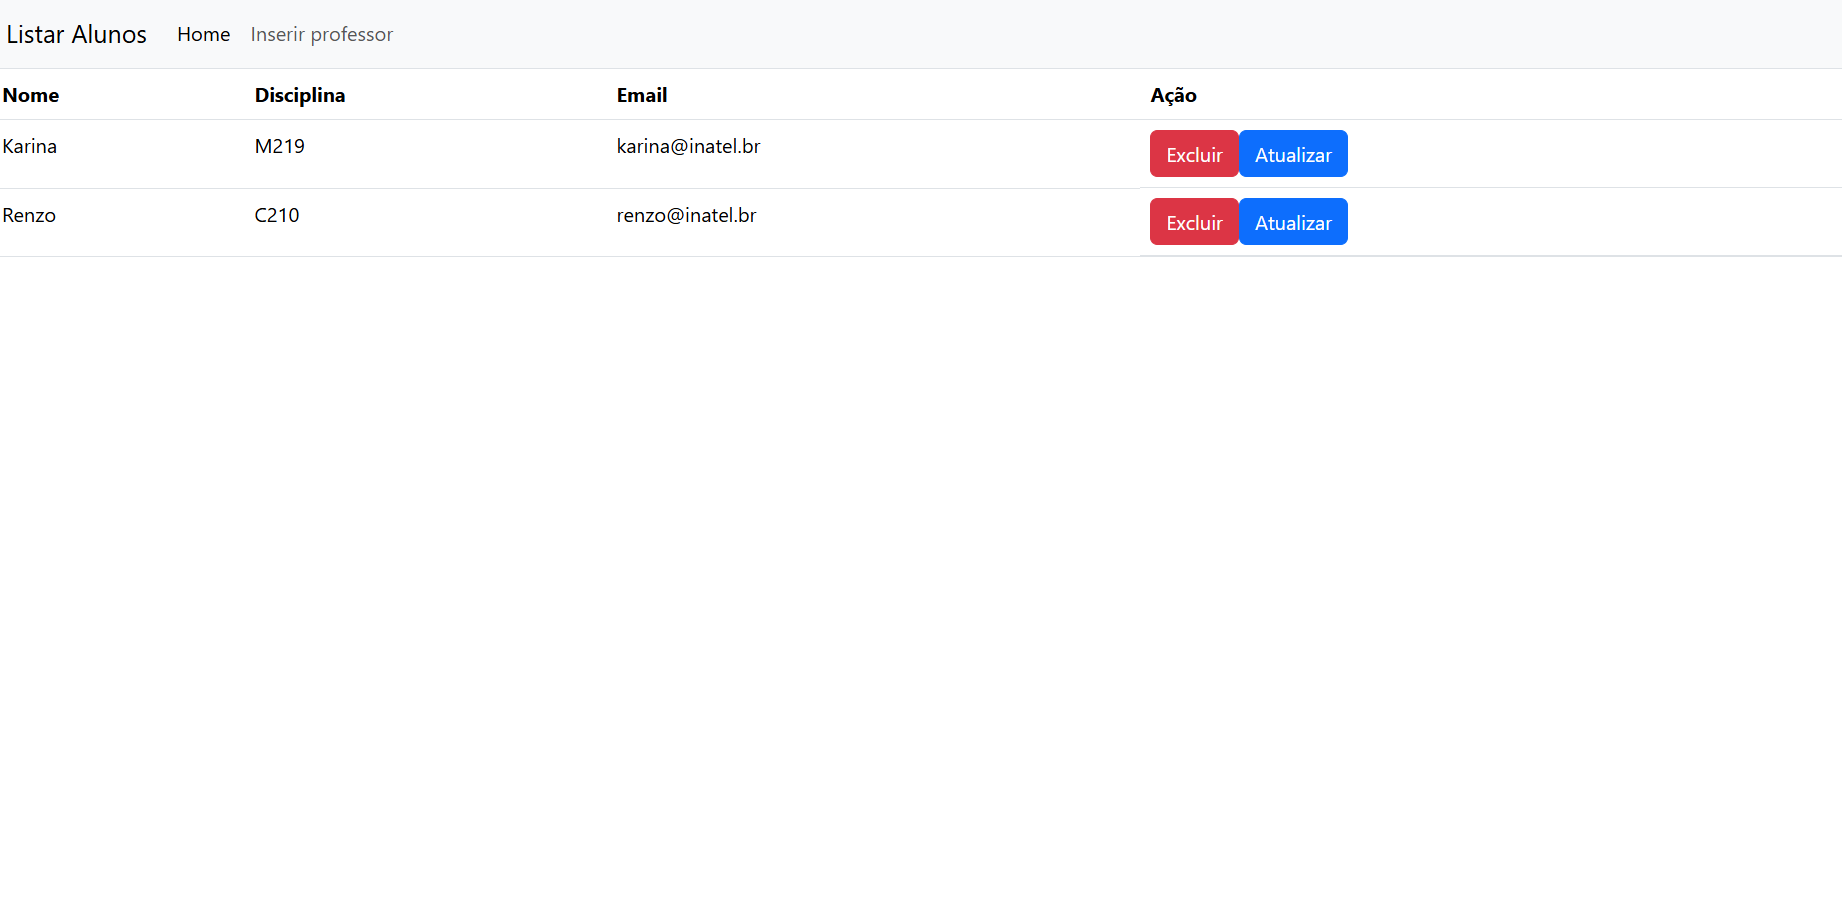 Listar Alunos Home Inserir professor
Nome Disciplina Email Ação
Karina M219 karina@inatel.br Excluir Atualizar
Renzo C210 renzo@inatel.br Excluir Atualizar